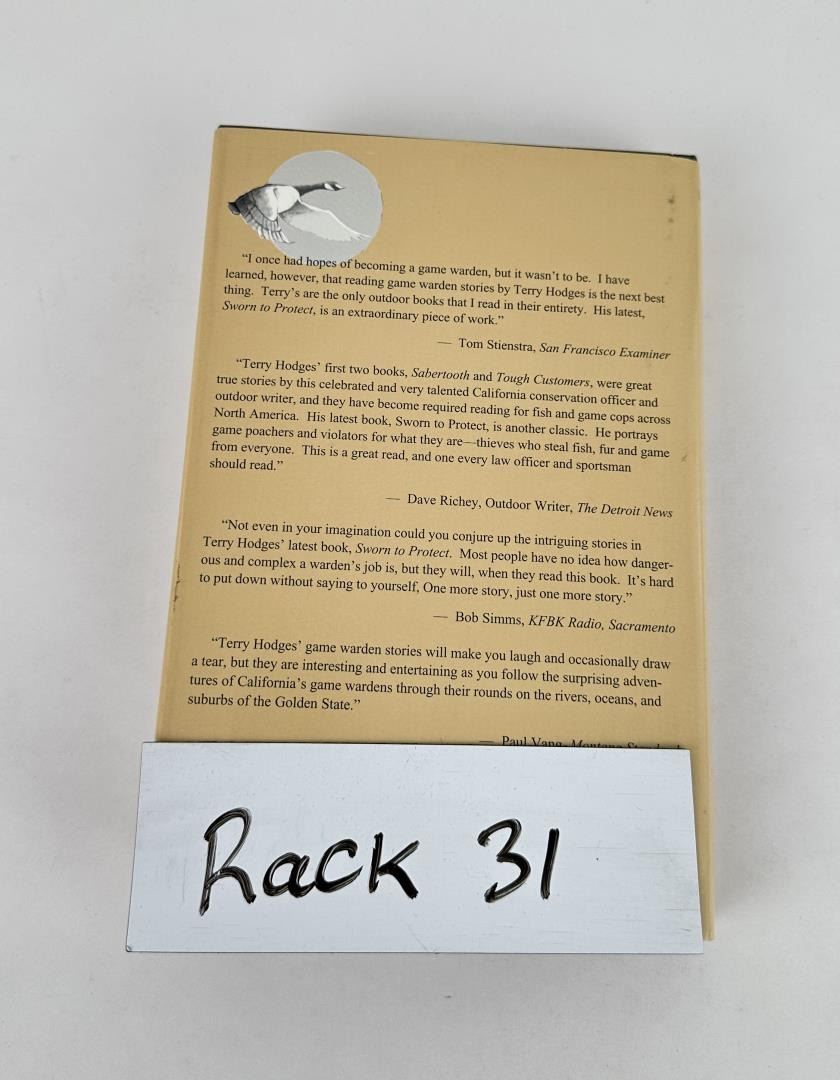 “I once had hopes of becoming a game warden, but it wasn’t to be. I have
learned, however, that reading game warden stories by Terry Hodges is the next best
thing. Terry’s are the only outdoor books that I read in their entirety. His latest,
Sworn to Protect, is an extraordinary piece of work.”
— Tom Stienstra, San Francisco Examiner
“Terry Hodges’ first two books, Sabertooth and Tough Customers, were great
true stories by this celebrated and very talented California conservation officer and
outdoor writer, and they have become required reading for fish and game cops across
North America. His latest book, Sworn to Protect, is another classic. He portrays
game poachers and violators for what they are—thieves who steal fish, fur and game
from everyone. This is a great read, and one every law officer and sportsman
should read.”
— Dave Richey, Outdoor Writer, The Detroit News
“Not even in your imagination could you conjure up the intriguing stories in
Terry Hodges’ latest book, Sworn to Protect. Most people have no idea how danger-
ous and complex a warden’s job is, but they will, when they read this book. It’s hard
to put down without saying to yourself, One more story, just one more story.”
— Bob Simms, KFBK Radio, Sacramento
“Terry Hodges’ game warden stories will make you laugh and occasionally draw
a tear, but they are interesting and entertaining as you follow the surprising adven-
tures of California’s game wardens through their rounds on the rivers, oceans, and
suburbs of the Golden State.”
— Paul Vang, Montana Standard
Rack 31